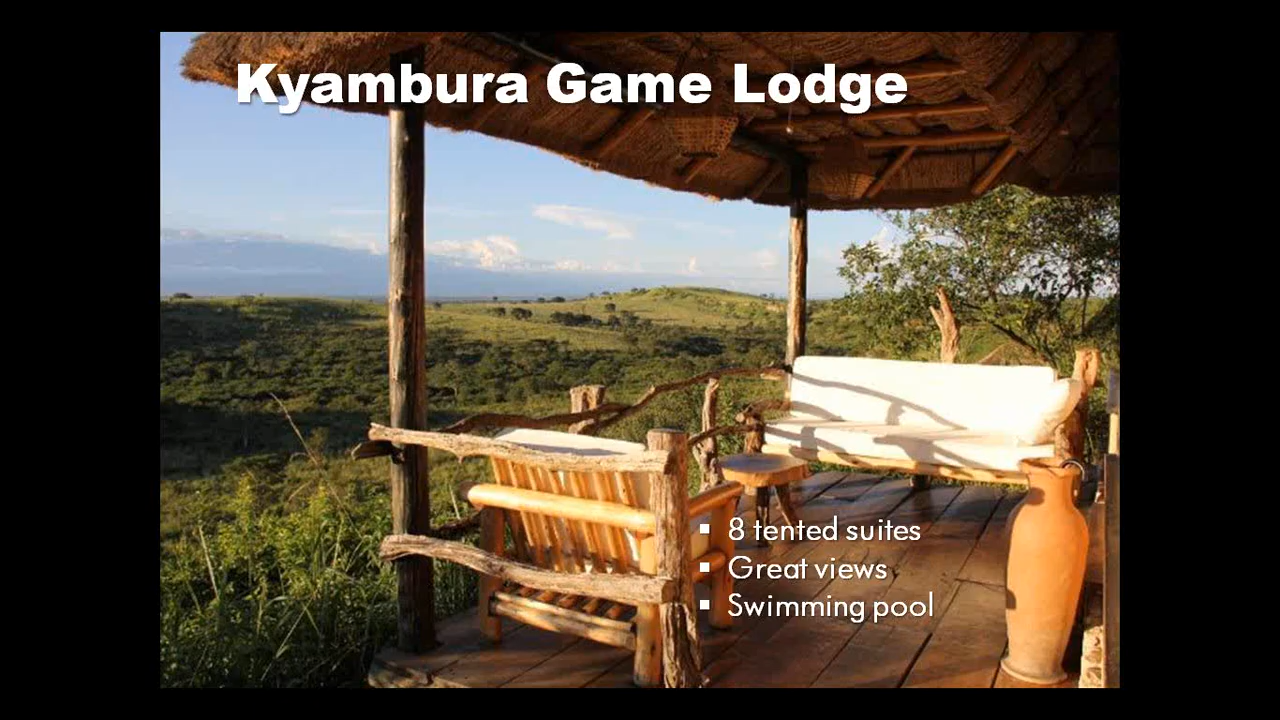 Kyambura Game Lodge
▪ 8 tented suites
▪ Great views
▪ Swimming pool